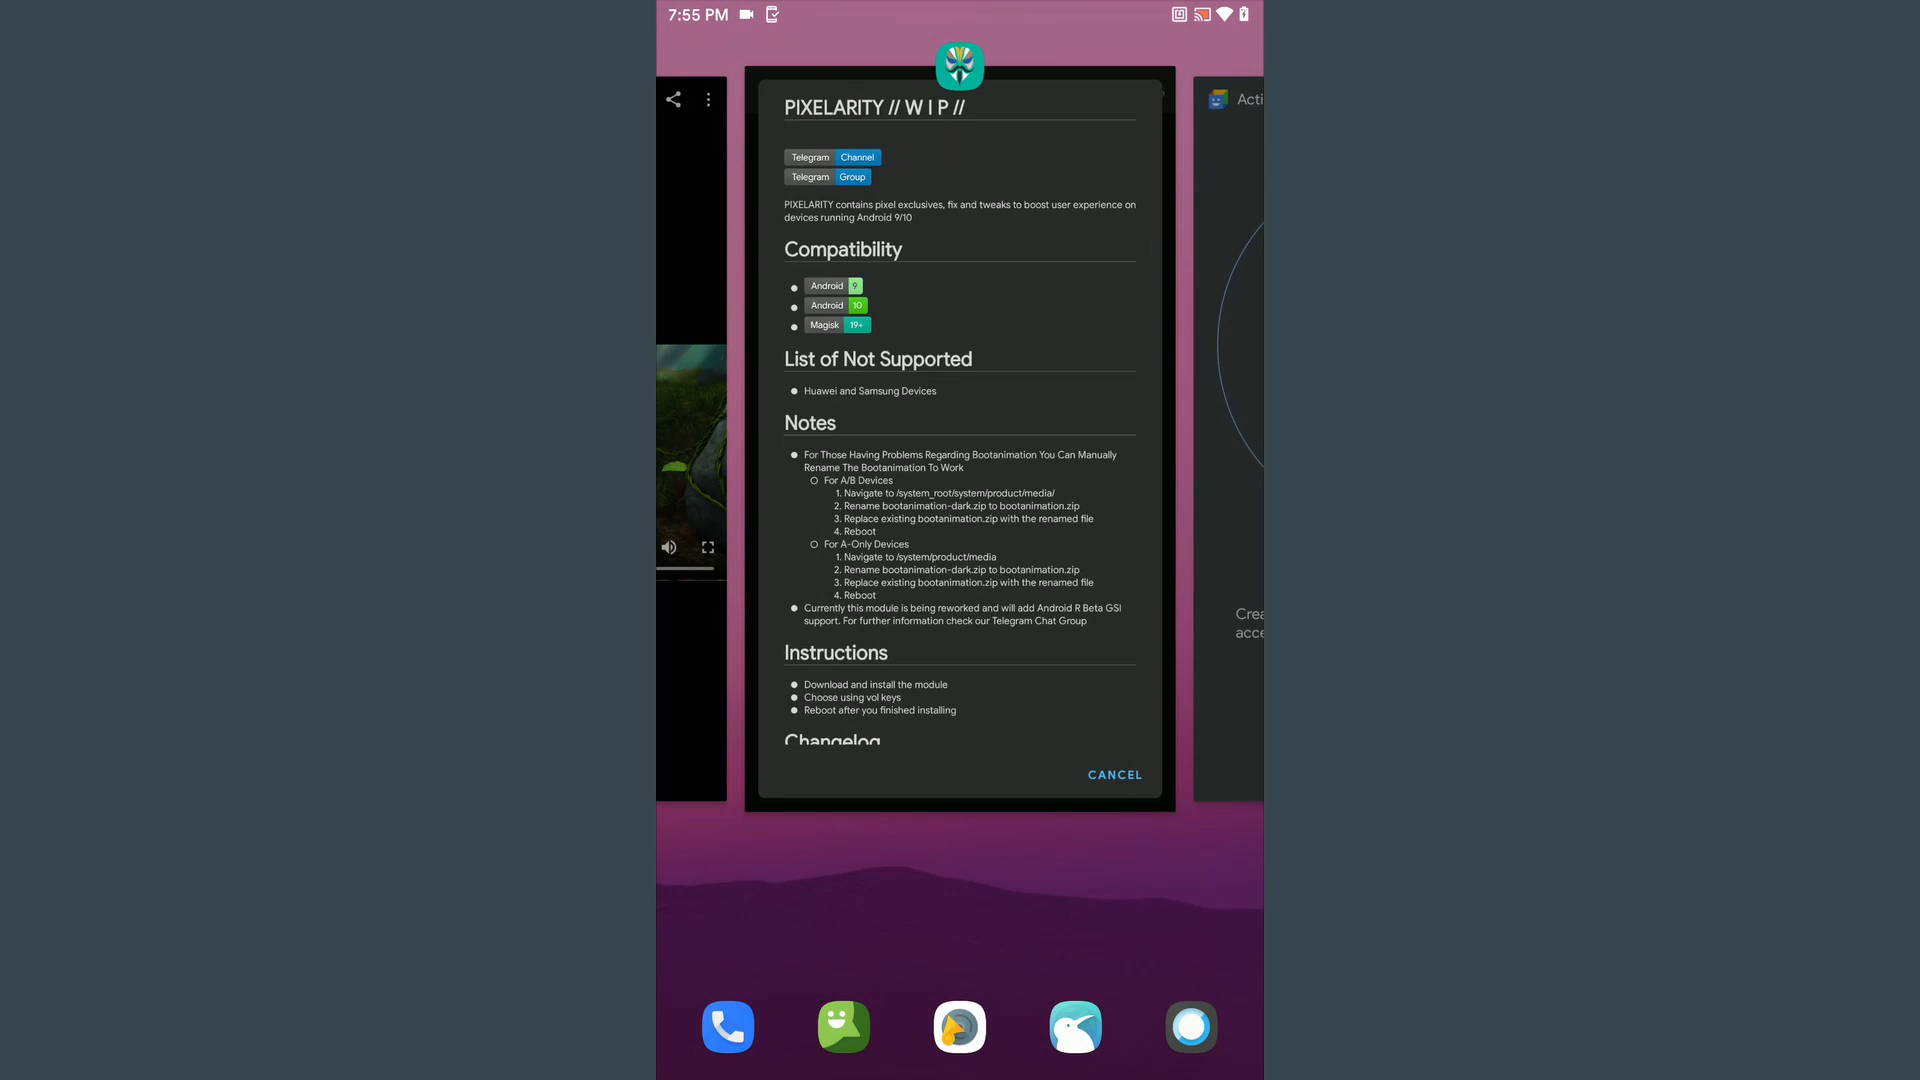 7:55 PM
PIXELARITY // W I P //
Telegram Channel
Telegram Group
PIXELARITY contains pixel exclusives, fix and tweaks to boost user experience on
devices running Android 9/10
Compatibility
Android 9
Android 10
Magisk 19+
List of Not Supported
Huawei and Samsung Devices
Notes
For Those Having Problems Regarding Bootanimation You Can Manually
Rename The Bootanimation To Work
For A/B Devices
1. Navigate to /system_root/system/product/media/
2. Rename bootanimation-dark.zip to bootanimation.zip
3. Replace existing bootanimation.zip with the renamed file
4. Reboot
For A-Only Devices
1. Navigate to /system/product/media
2. Rename bootanimation-dark.zip to bootanimation.zip
3. Replace existing bootanimation.zip with the renamed file
4. Reboot
Currently this module is being reworked and will add Android R Beta GSI
support. For further information check our Telegram Chat Group
Instructions
Download and install the module
Choose using vol keys
Reboot after you finished installing
Changelog
CANCEL
Acti
Crea
acce